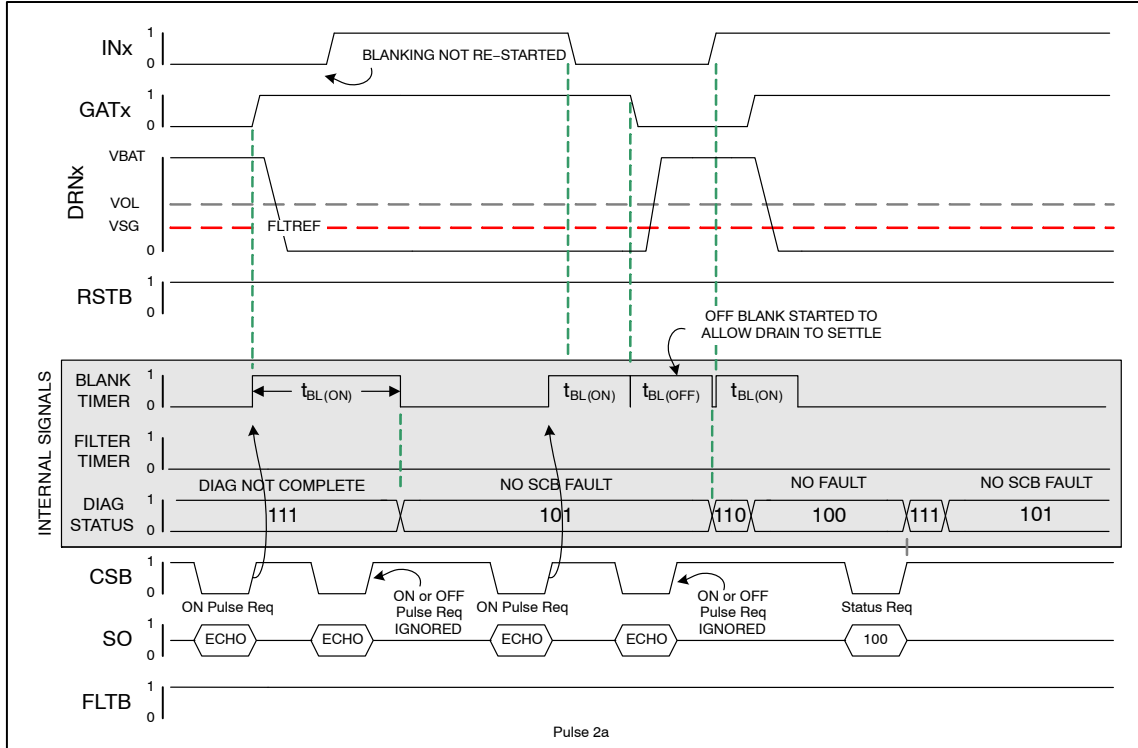 INx
1
0
BLANKING NOT RE−STARTED
GATx
1
0
DRNx
VBAT
VOL
VSG
0
FLTREF
RSTB
1
0
OFF BLANK STARTED TO
ALLOW DRAIN TO SETTLE
INTERNAL SIGNALS
BLANK
TIMER
1
0
tBL(ON)
tBL(ON)
tBL(OFF)
tBL(ON)
FILTER
TIMER
1
0
DIAG NOT COMPLETE
NO SCB FAULT
NO FAULT
NO SCB FAULT
DIAG
STATUS
1
0
111
101
110
100
111
101
CSB
1
0
ON Pulse Req
ON or OFF
Pulse Req
IGNORED
ON Pulse Req
ON or OFF
Pulse Req
IGNORED
Status Req
SO
1
0
ECHO
ECHO
ECHO
ECHO
100
FLTB
1
0
Pulse 2a